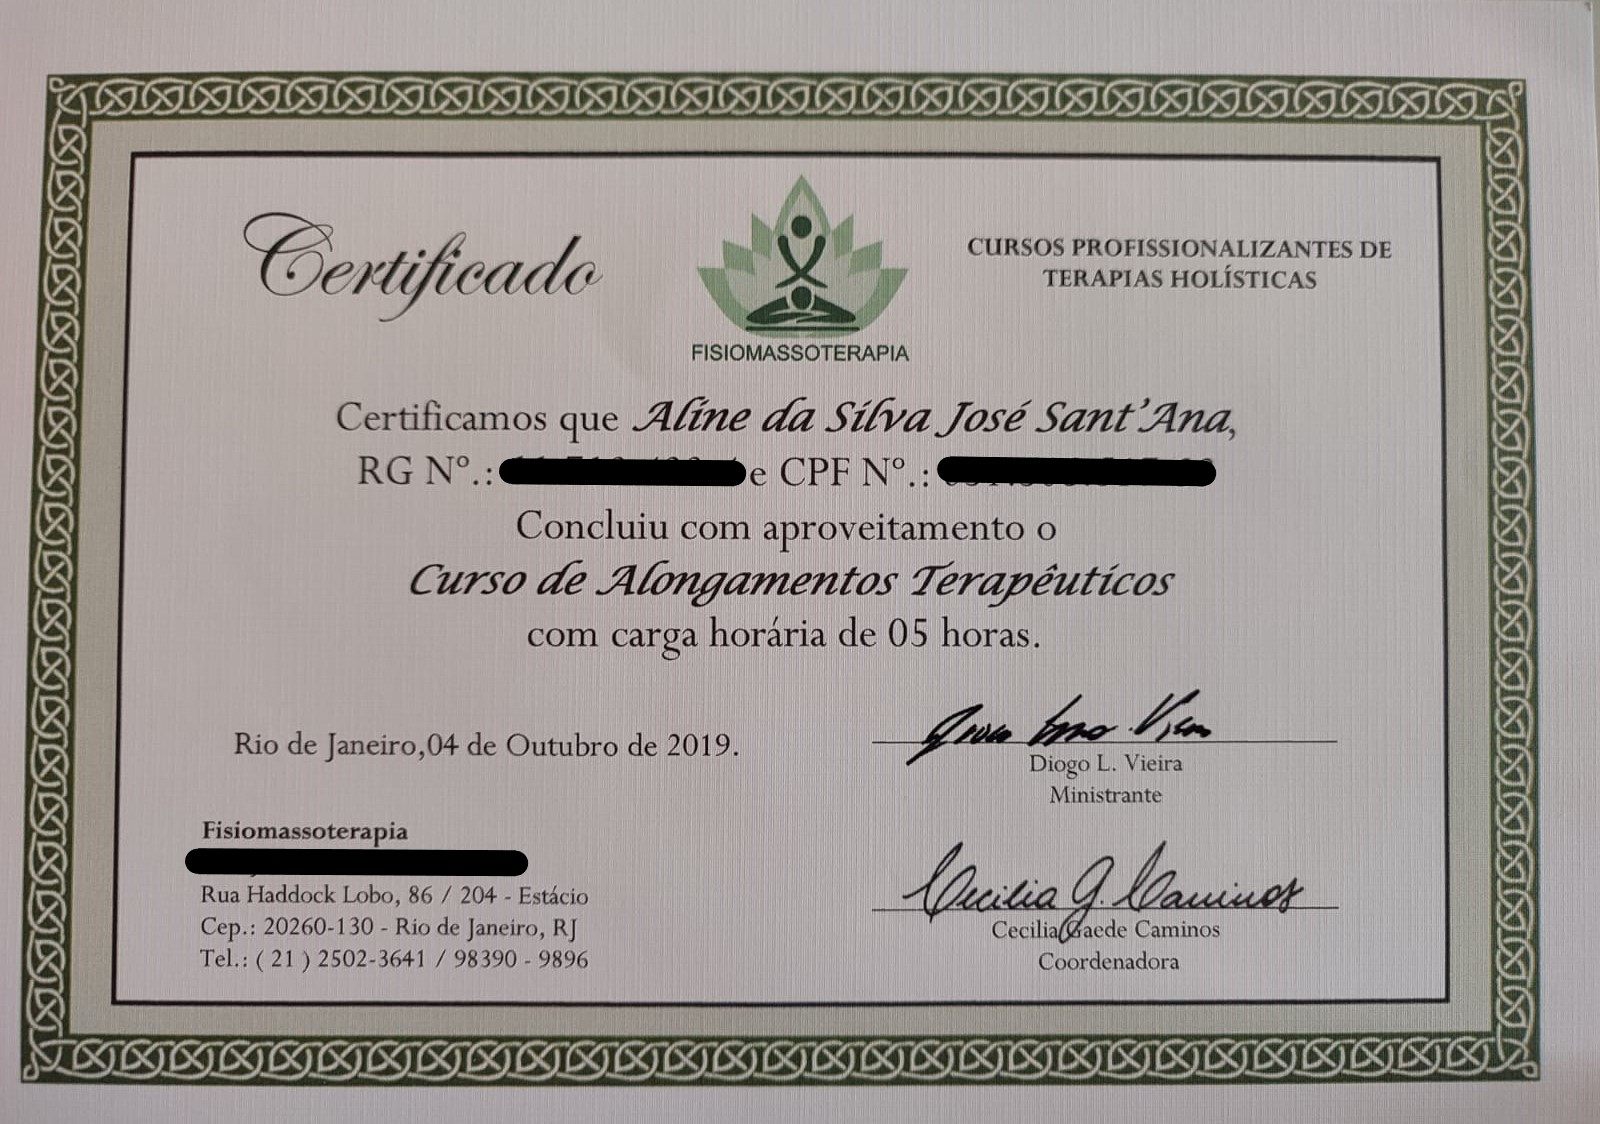 Certificado
CURSOS PROFISSIONALIZANTES DE
TERAPIAS HOLÍSTICAS
FISIOMASSOTERAPIA
Certificamos que Aline da Silva José Sant'Ana,
RG Nº.: e CPF Nº.:
Concluiu com aproveitamento o
Curso de Alongamentos Terapêuticos
com carga horária de 05 horas.
Rio de Janeiro,04 de Outubro de 2019.
Diogo L. Vieira
Ministrante
Fisiomassoterapia
Rua Haddock Lobo, 86 / 204 - Estácio
Cep.: 20260-130 - Rio de Janeiro, RJ
Tel.: ( 21 ) 2502-3641 / 98390 - 9896
Cecilia G. Caminos
Cecilia Gaede Caminos
Coordenadora